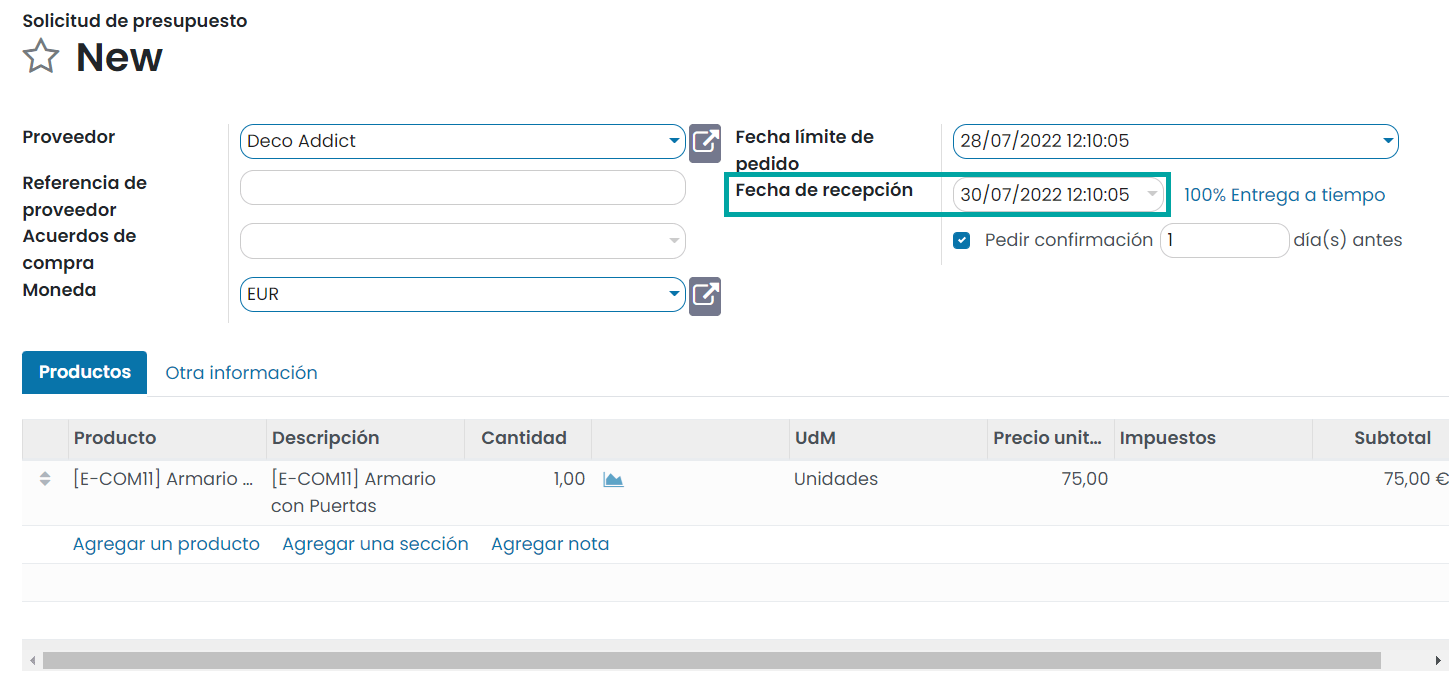 Solicitud de presupuesto
New
Proveedor
Deco Addict
Referencia de
proveedor
Acuerdos de
compra
Moneda
EUR
Fecha límite de
pedido
28/07/2022 12:10:05
Fecha de recepción
30/07/2022 12:10:05
100% Entrega a tiempo
Pedir confirmación 1 día(s) antes
Productos Otra información
Producto Descripción Cantidad UdM Precio unit... Impuestos Subtotal
[E-COM11] Armario ... [E-COM11] Armario 1,00 Unidades 75,00 75,00 €
con Puertas
Agregar un producto Agregar una sección Agregar nota